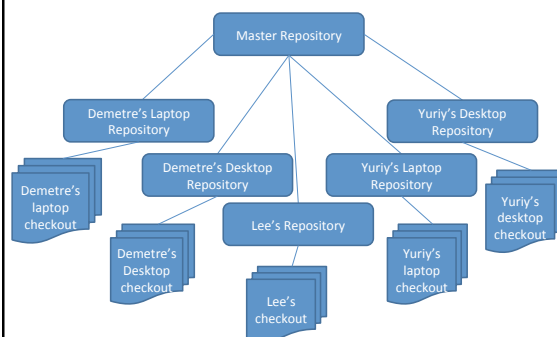 Master Repository
Demetre's Laptop
Repository
Yuriy's Desktop
Repository
Demetre's Desktop
Repository
Yuriy's Laptop
Repository
Demetre's
laptop
checkout
Yuriy's
desktop
checkout
Lee's Repository
Demetre's
Desktop
checkout
Yuriy's
laptop
checkout
Lee's
checkout